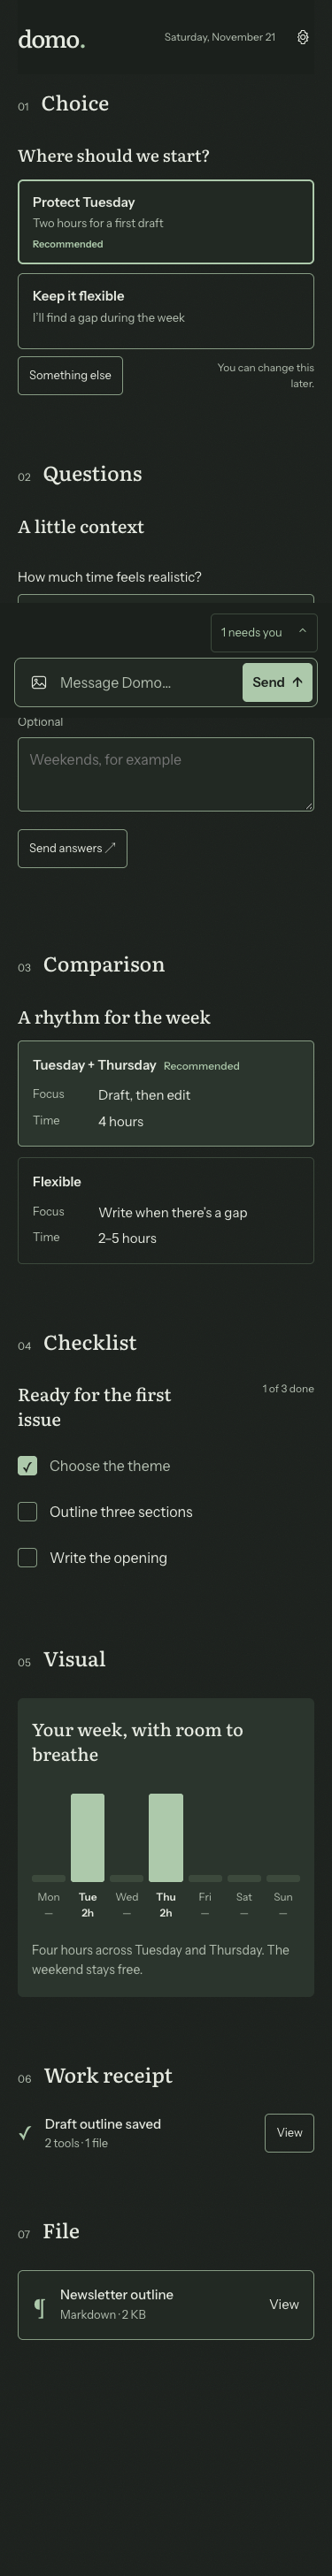 domo.
Saturday, November 21
01 Choice
Where should we start?
Protect Tuesday
Two hours for a first draft
Recommended
Keep it flexible
I'll find a gap during the week
Something else
You can change this
later.
02 Questions
A little context
How much time feels realistic?
1 needs you
Message Domo...
Send ↑
Optional
Weekends, for example
Send answers ↗
03 Comparison
A rhythm for the week
Tuesday + Thursday Recommended
Focus Draft, then edit
Time 4 hours
Flexible
Focus Write when there's a gap
Time 2–5 hours
04 Checklist
Ready for the first
issue
1 of 3 done
Choose the theme
Outline three sections
Write the opening
05 Visual
Your week, with room to
breathe
Mon Tue Wed Thu Fri Sat Sun
— 2h — 2h — — —
Four hours across Tuesday and Thursday. The
weekend stays free.
06 Work receipt
Draft outline saved
2 tools · 1 file
View
07 File
¶
Newsletter outline
Markdown · 2 KB
View